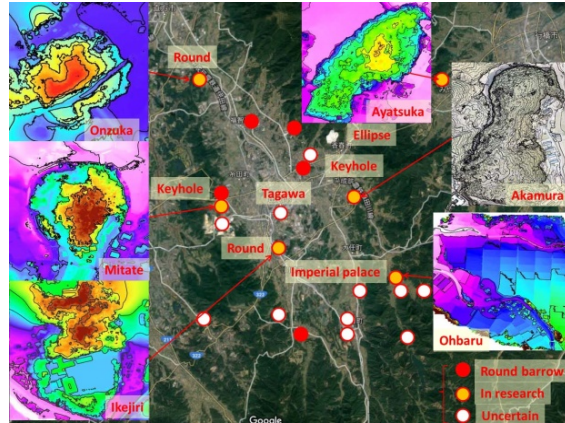 Round
Onzuka
Ayatsuka
Ellipse
Keyhole
Akamura
Keyhole
Tagawa
Mitate
Round
Imperial palace
Ohbaru
Ikejiri
Round barrow
In research
Uncertain
Google